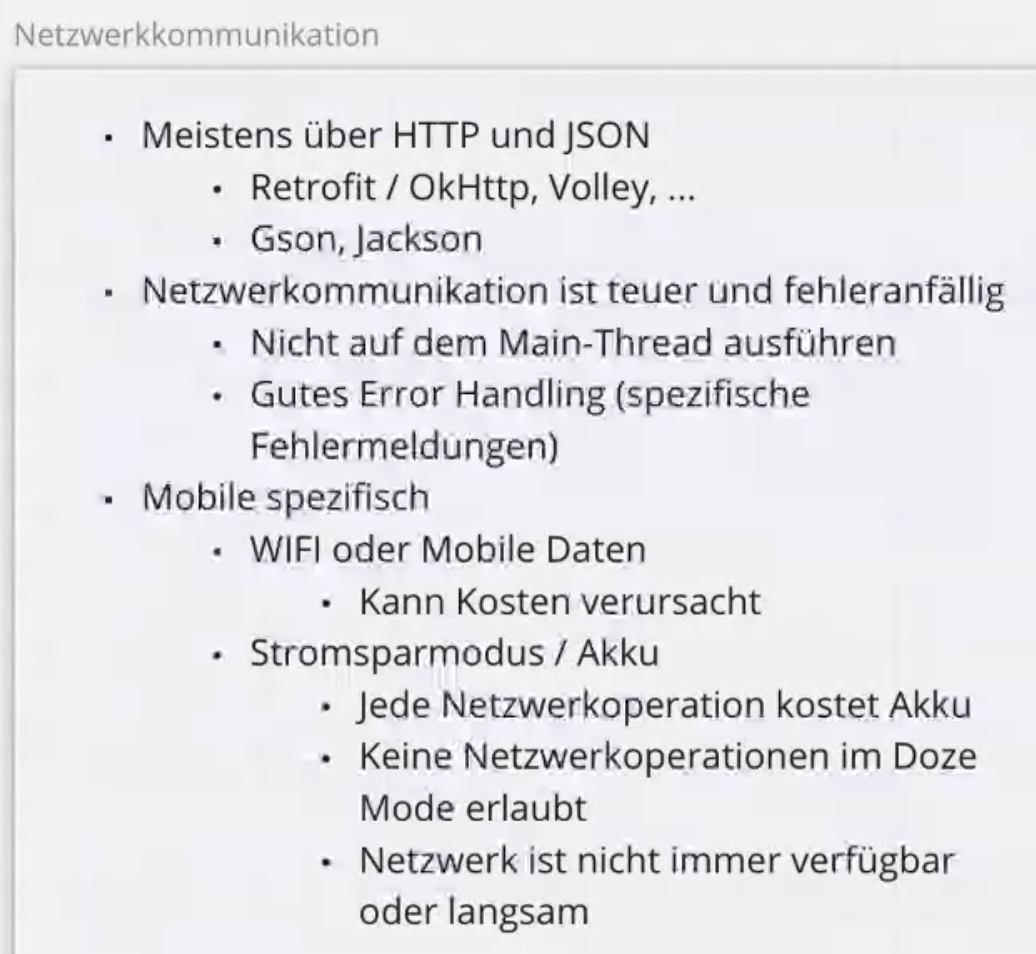 Netzwerkkommunikation
· Meistens über HTTP und JSON
· Retrofit / OkHttp, Volley, ...
· Gson, Jackson
· Netzwerkommunikation ist teuer und fehleranfällig
· Nicht auf dem Main-Thread ausführen
· Gutes Error Handling (spezifische
Fehlermeldungen)
· Mobile spezifisch
· WIFI oder Mobile Daten
· Kann Kosten verursacht
· Stromsparmodus / Akku
· Jede Netzwerkoperation kostet Akku
· Keine Netzwerkoperationen im Doze
Mode erlaubt
· Netzwerk ist nicht immer verfügbar
oder langsam